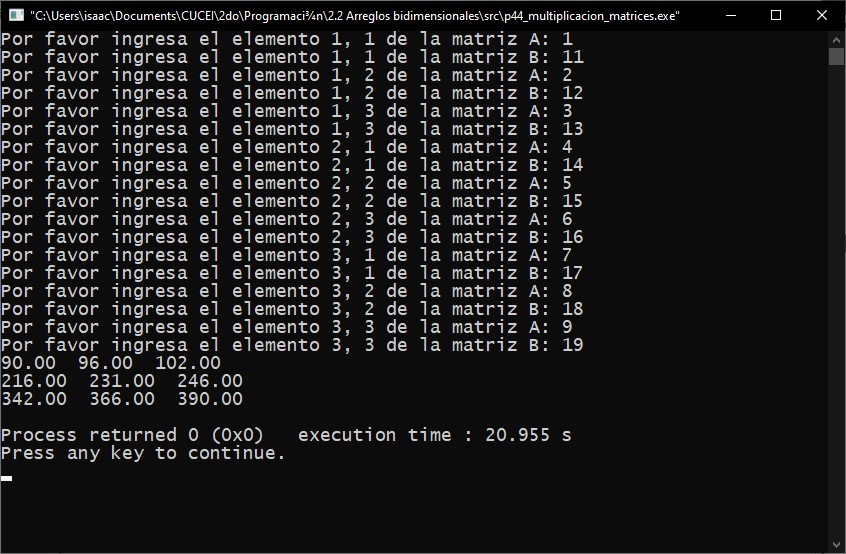 "C:\Users\isaac\Documents\CUCEI\2do\Programaci¾n\2.2 Arreglos bidimensionales\src\p44_multiplicacion_matrices.exe"
Por favor ingresa el elemento 1, 1 de la matriz A: 1
Por favor ingresa el elemento 1, 1 de la matriz B: 11
Por favor ingresa el elemento 1, 2 de la matriz A: 2
Por favor ingresa el elemento 1, 2 de la matriz B: 12
Por favor ingresa el elemento 1, 3 de la matriz A: 3
Por favor ingresa el elemento 1, 3 de la matriz B: 13
Por favor ingresa el elemento 2, 1 de la matriz A: 4
Por favor ingresa el elemento 2, 1 de la matriz B: 14
Por favor ingresa el elemento 2, 2 de la matriz A: 5
Por favor ingresa el elemento 2, 2 de la matriz B: 15
Por favor ingresa el elemento 2, 3 de la matriz A: 6
Por favor ingresa el elemento 2, 3 de la matriz B: 16
Por favor ingresa el elemento 3, 1 de la matriz A: 7
Por favor ingresa el elemento 3, 1 de la matriz B: 17
Por favor ingresa el elemento 3, 2 de la matriz A: 8
Por favor ingresa el elemento 3, 2 de la matriz B: 18
Por favor ingresa el elemento 3, 3 de la matriz A: 9
Por favor ingresa el elemento 3, 3 de la matriz B: 19
90.00  96.00  102.00
216.00  231.00  246.00
342.00  366.00  390.00
Process returned 0 (0x0)   execution time : 20.955 s
Press any key to continue.